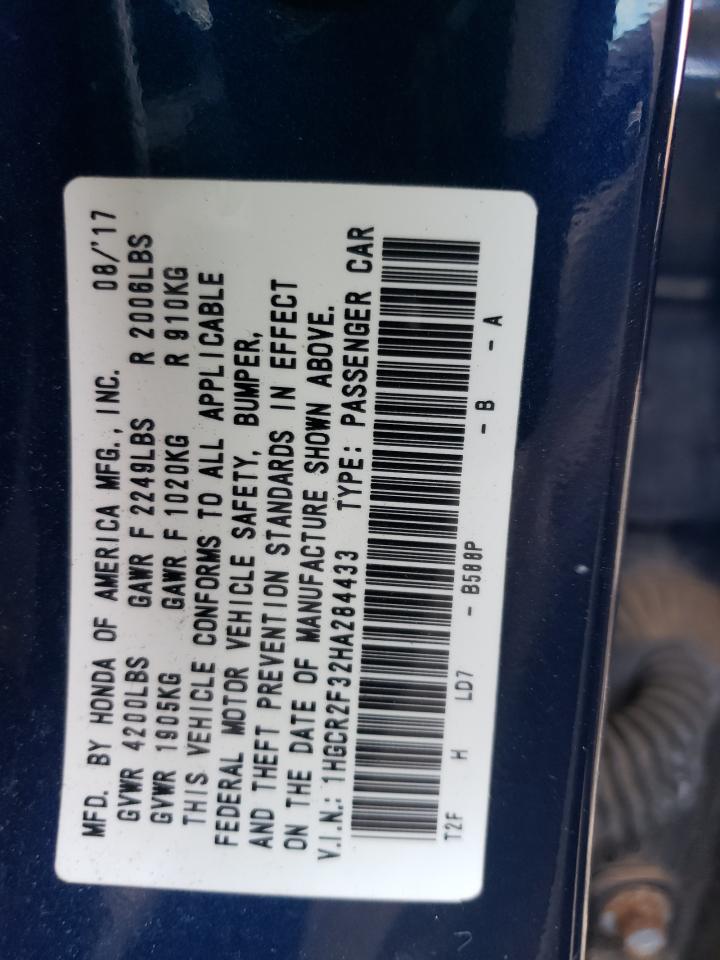 MFD. BY HONDA OF AMERICA MFG., INC. 08/'17
GVWR 4200LBS GAWR F 2249LBS R 2006LBS
GVWR 1905KG GAWR F 1020KG R 910KG
THIS VEHICLE CONFORMS TO ALL APPLICABLE
FEDERAL MOTOR VEHICLE SAFETY, BUMPER,
AND THEFT PREVENTION STANDARDS IN EFFECT
ON THE DATE OF MANUFACTURE SHOWN ABOVE.
V.I.N.: 1HGCR2F32HA284433 TYPE: PASSENGER CAR
T2F H LD7 - B588P - B - A